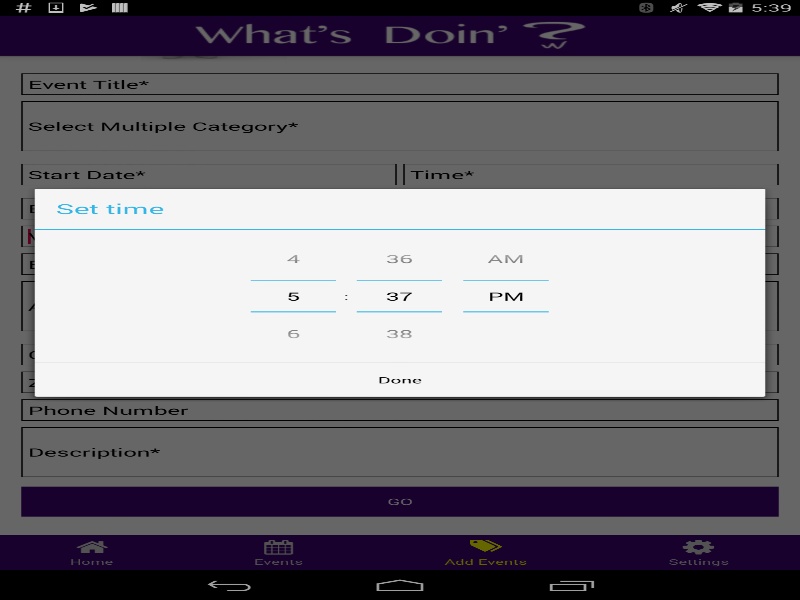 5:39
What's Doin' ?
W
Event Title*
Select Multiple Category*
Start Date*
Time*
Set time
4 36 AM
5 : 37 PM
6 38
Done
Phone Number
Description*
GO
Home Events Add Events Settings